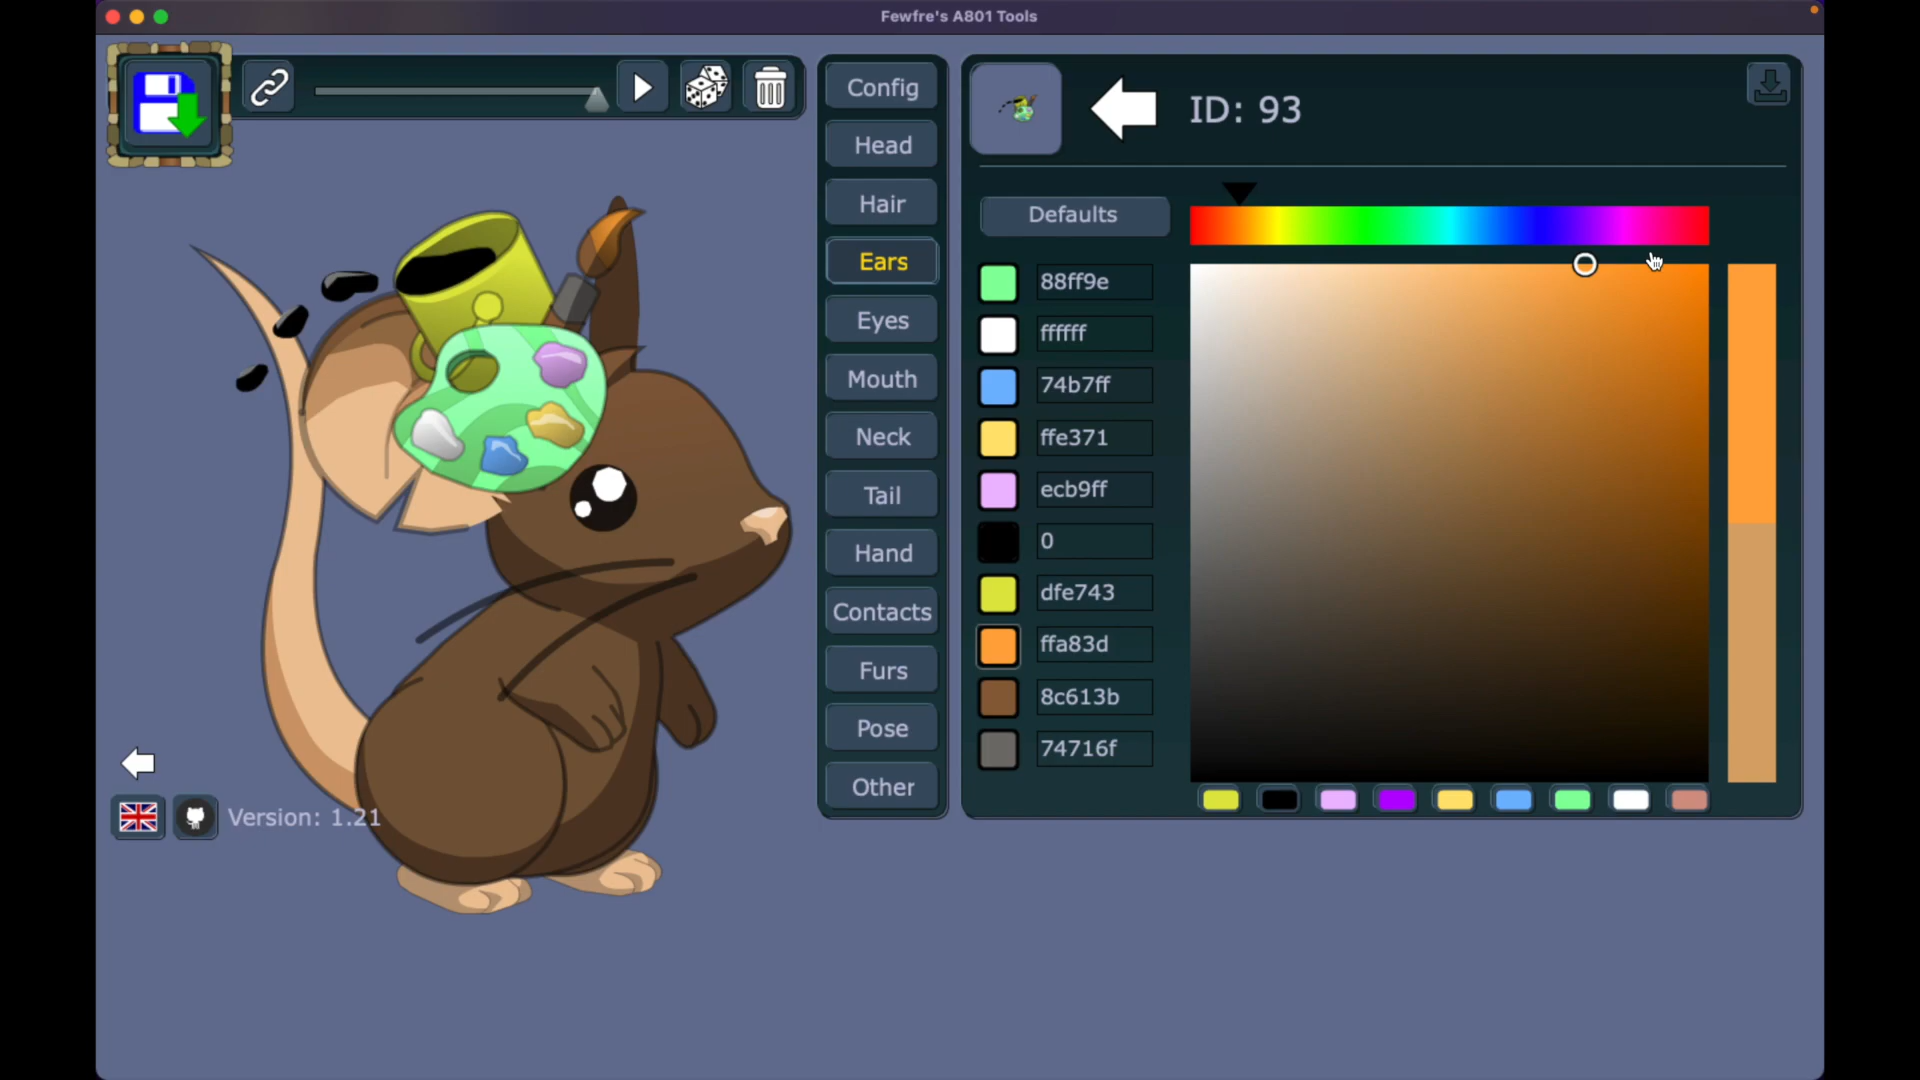 Fewfre's A801 Tools
Config
Head
Hair
Ears
Eyes
Mouth
Neck
Tail
Hand
Contacts
Furs
Pose
Other
ID: 93
Defaults
88ff9e
ffffff
74b7ff
ffe371
ecb9ff
0
dfe743
ffa83d
8c613b
74716f
Version: 1.21